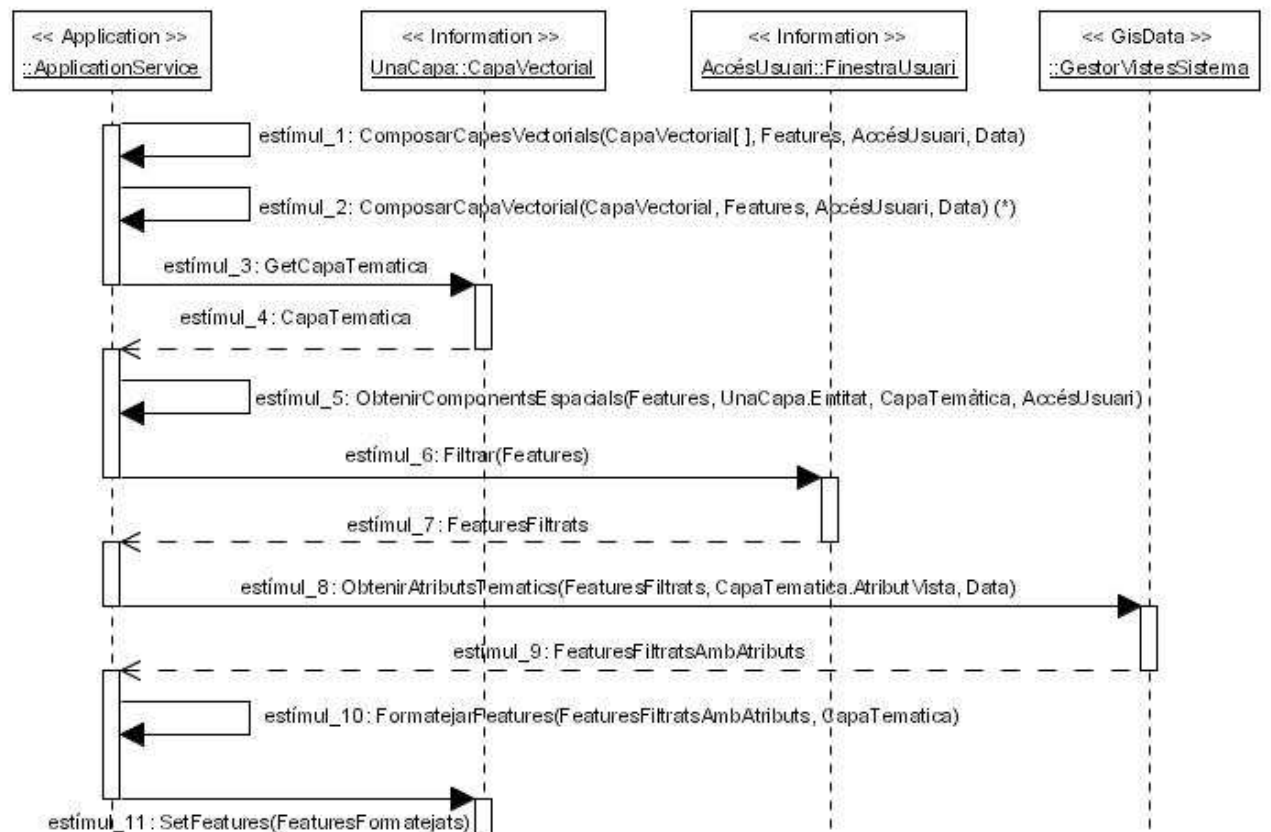 << Application >>
::ApplicationService
<< Information >>
UnaCapa::CapaVectorial
<< Information >>
AccésUsuari::FinestraUsuari
<< GisData >>
::GestorVistesSistema
estímul_1: ComposarCapesVectorials(CapaVectorial[ ], Features, AccésUsuari, Data)
estímul_2: ComposarCapaVectorial(CapaVectorial, Features, AccésUsuari, Data) (*)
estímul_3: GetCapaTematica
estímul_4: CapaTematica
estímul_5: ObtenirComponentsEspacials(Features, UnaCapa.Entitat, CapaTemàtica, AccésUsuari)
estímul_6: Filtrar(Features)
estímul_7: FeaturesFiltrats
estímul_8: ObtenirAtributsTematics(FeaturesFiltrats, CapaTematica.AtributVista, Data)
estímul_9: FeaturesFiltratsAmbAtributs
estímul_10: FormatejarFeatures(FeaturesFiltratsAmbAtributs, CapaTematica)
estímul_11: SetFeatures(FeaturesFormatejats)